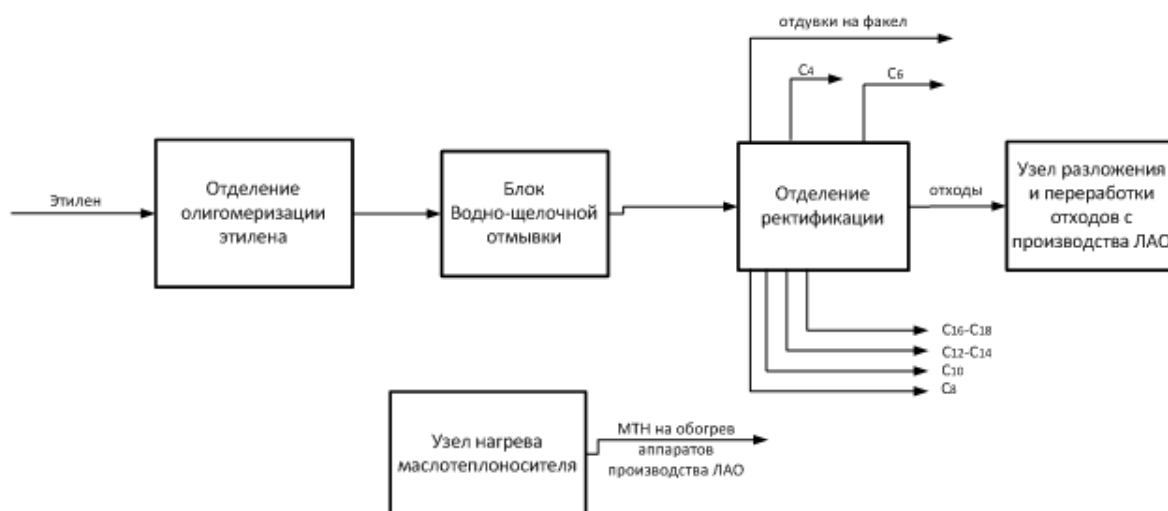 отдувки на факел
C4
C6
Этилен
Отделение
олигомеризации
этилена
Блок
Водно-щелочной
отмывки
Отделение
ректификации
отходы
Узел разложения
и переработки
отходов с
производства ЛАО
C16-C18
C12-C14
C10
C8
Узел нагрева
маслотеплоносителя
МТН на обогрев
аппаратов
производства ЛАО